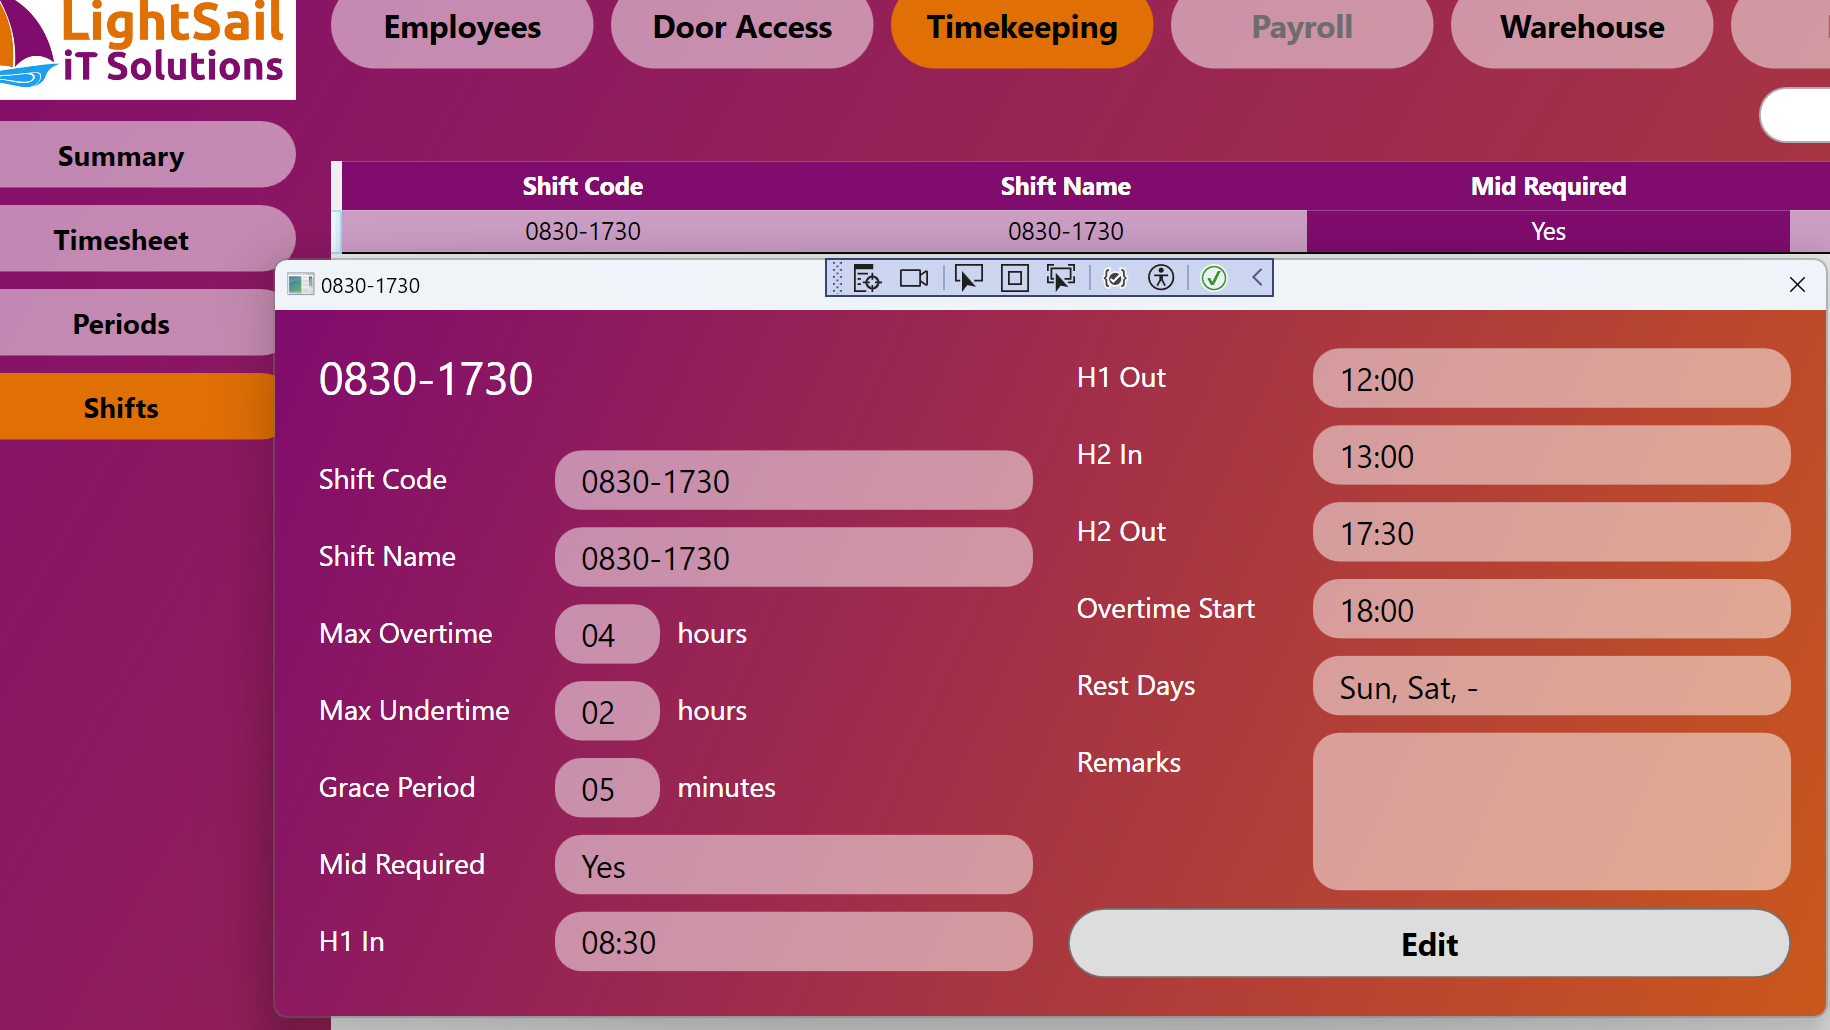 LightSail
iT Solutions
Employees
Door Access
Timekeeping
Payroll
Warehouse
Summary
Timesheet
Periods
Shifts
Shift Code Shift Name Mid Required
0830-1730 0830-1730 Yes
0830-1730
0830-1730
Shift Code 0830-1730
Shift Name 0830-1730
Max Overtime 04 hours
Max Undertime 02 hours
Grace Period 05 minutes
Mid Required Yes
H1 In 08:30
H1 Out 12:00
H2 In 13:00
H2 Out 17:30
Overtime Start 18:00
Rest Days Sun, Sat, -
Remarks
Edit